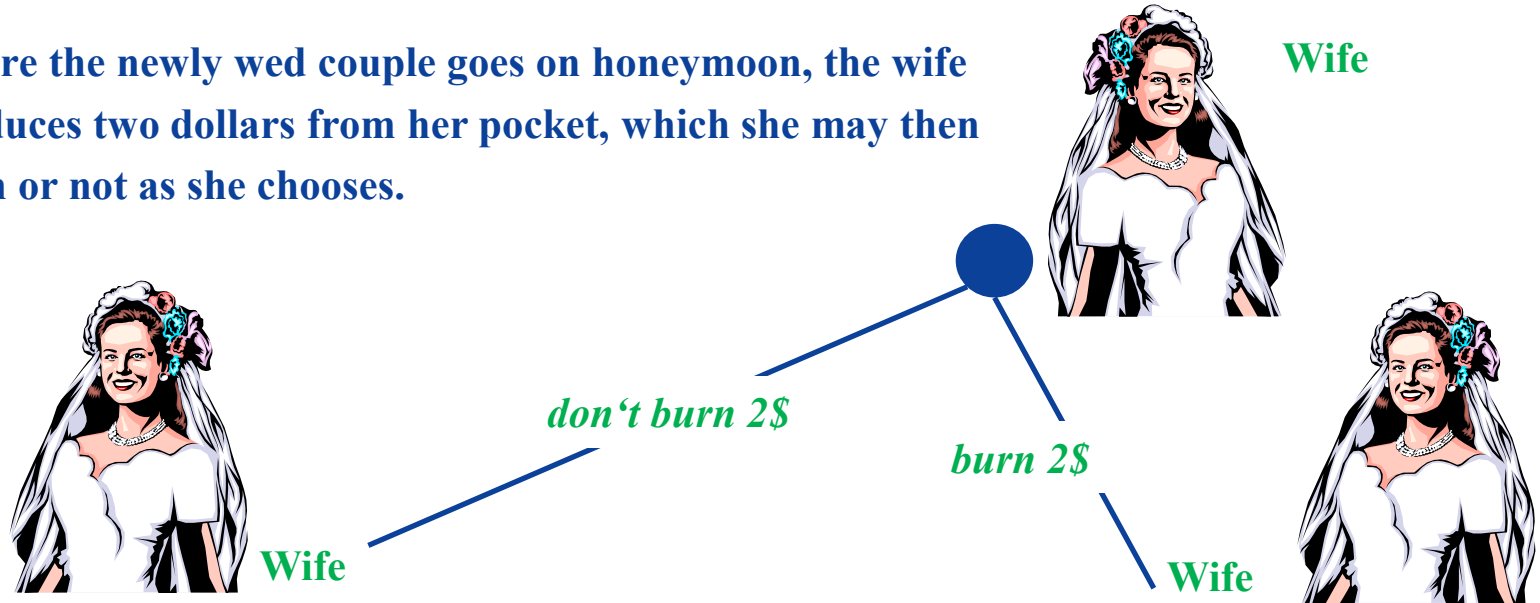 re the newly wed couple goes on honeymoon, the wife
luces two dollars from her pocket, which she may then
or not as she chooses.
Wife
don‘t burn 2$
burn 2$
Wife
Wife